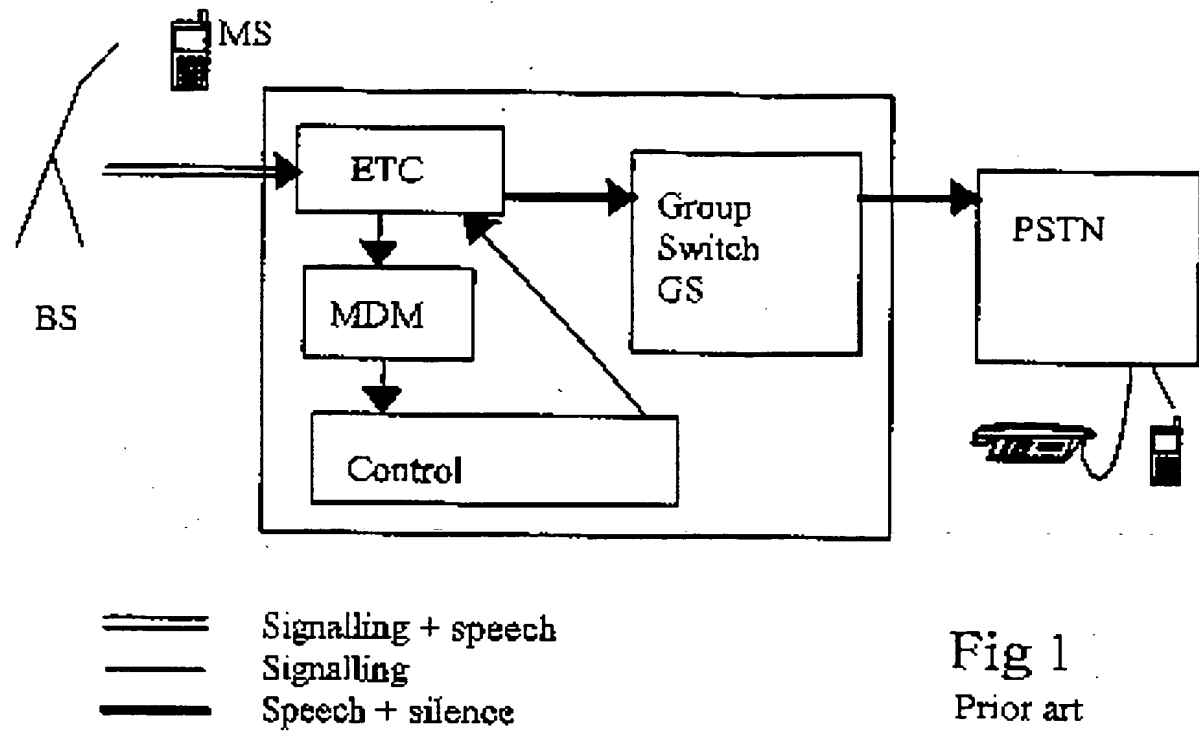 MS
ETC
Group
Switch
GS
PSTN
BS
MDM
Control
Signalling + speech
Signalling
Speech + silence
Fig 1
Prior art